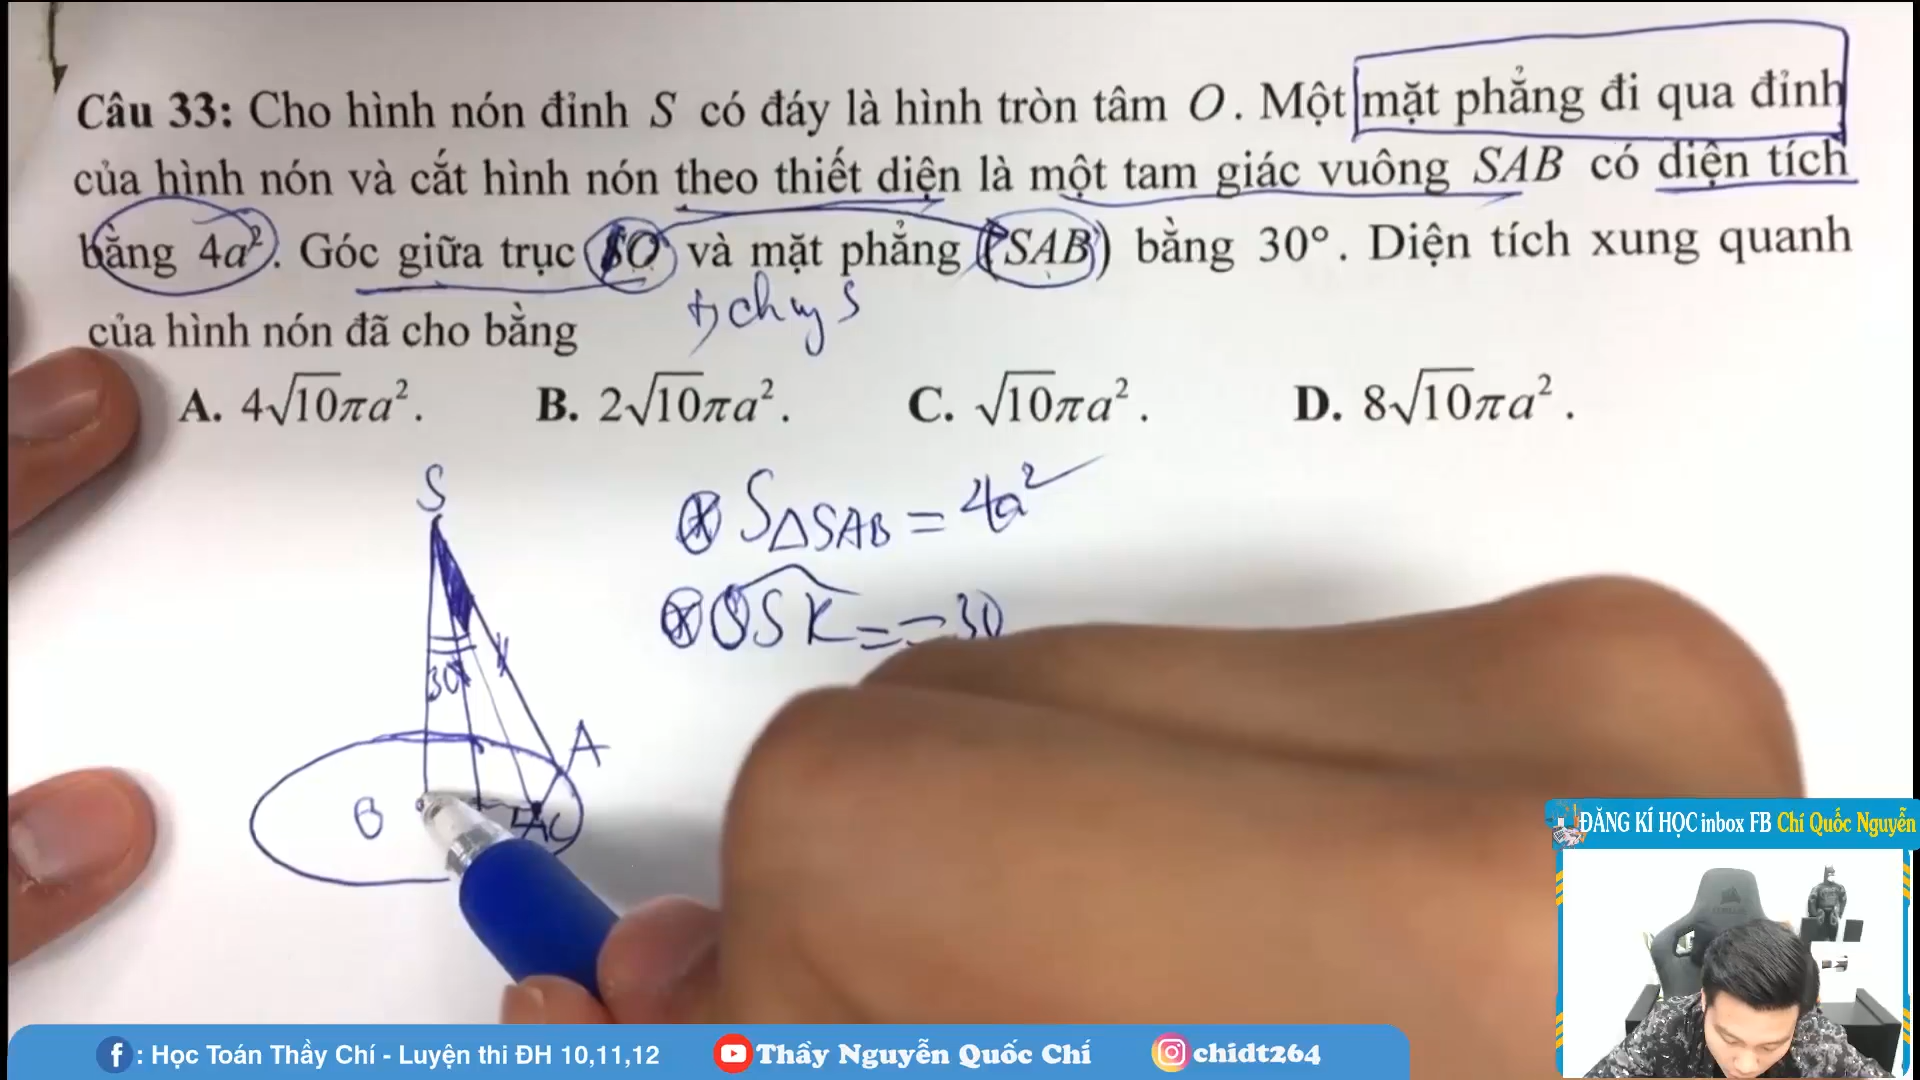 Câu 33: Cho hình nón đỉnh S có đáy là hình tròn tâm O. Một mặt phẳng đi qua đỉnh
của hình nón và cắt hình nón theo thiết diện là một tam giác vuông SAB có diện tích
bằng 4a². Góc giữa trục SO và mặt phẳng (SAB) bằng 30°. Diện tích xung quanh
của hình nón đã cho bằng
A. 4√10πa². B. 2√10πa². C. √10πa². D. 8√10πa².
S
⊗ S△SAB = 4a²
⊗ OSK = = 30
30
A
ĐĂNG KÍ HỌC inbox FB Chí Quốc Nguyễn
f : Học Toán Thầy Chí - Luyện thi ĐH 10,11,12
Thầy Nguyễn Quốc Chí
chidt264